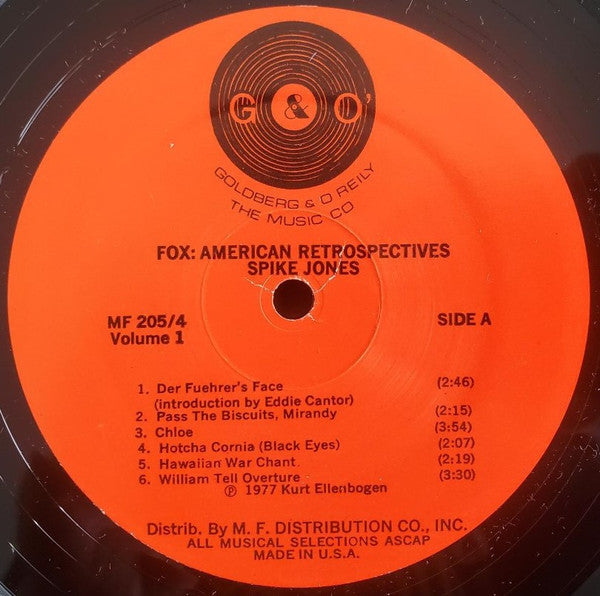 G & O'
GOLDBERG & O REILY
THE MUSIC CO
FOX: AMERICAN RETROSPECTIVES
SPIKE JONES
MF 205/4
Volume 1
SIDE A
1. Der Fuehrer's Face (2:46)
(introduction by Eddie Cantor)
2. Pass The Biscuits, Mirandy (2:15)
3. Chloe (3:54)
4. Hotcha Cornia (Black Eyes) (2:07)
5. Hawaiian War Chant. (2:19)
6. William Tell Overture (3:30)
℗ 1977 Kurt Ellenbogen
Distrib. By M. F. DISTRIBUTION CO., INC.
ALL MUSICAL SELECTIONS ASCAP
MADE IN U.S.A.